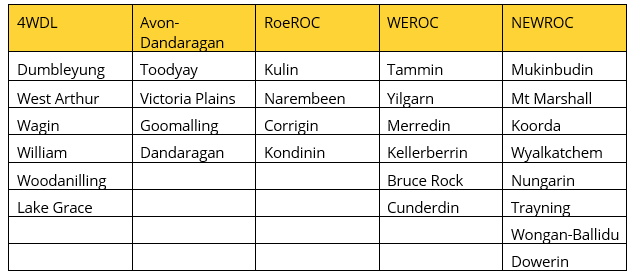 4WDL Avon-Dandaragan RoeROC WEROC NEWROC
Dumbleyung Toodyay Kulin Tammin Mukinbudin
West Arthur Victoria Plains Narembeen Yilgarn Mt Marshall
Wagin Goomalling Corrigin Merredin Koorda
William Dandaragan Kondinin Kellerberrin Wyalkatchem
Woodanilling Bruce Rock Nungarin
Lake Grace Cunderdin Trayning
Wongan-Ballidu
Dowerin